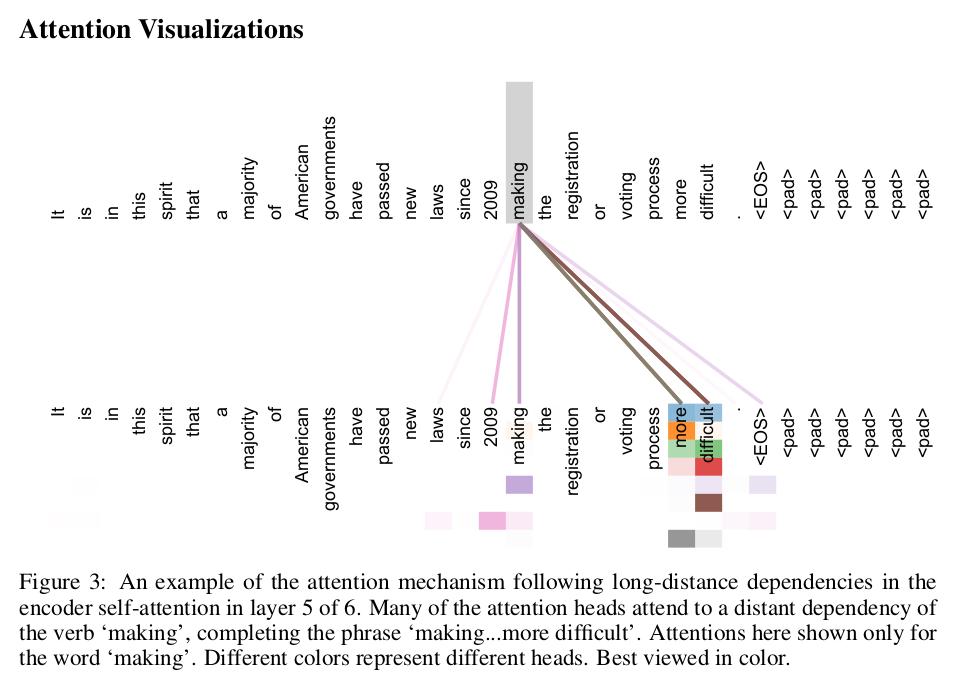 Attention Visualizations
It is in this spirit that a majority of American governments have passed new laws since 2009 making the registration or voting process more difficult . <EOS> <pad> <pad> <pad> <pad> <pad> <pad>
It is in this spirit that a majority of American governments have passed new laws since 2009 making the registration or voting process more difficult . <EOS> <pad> <pad> <pad> <pad> <pad> <pad>
Figure 3: An example of the attention mechanism following long-distance dependencies in the
encoder self-attention in layer 5 of 6. Many of the attention heads attend to a distant dependency of
the verb ‘making’, completing the phrase ‘making...more difficult’. Attentions here shown only for
the word ‘making’. Different colors represent different heads. Best viewed in color.